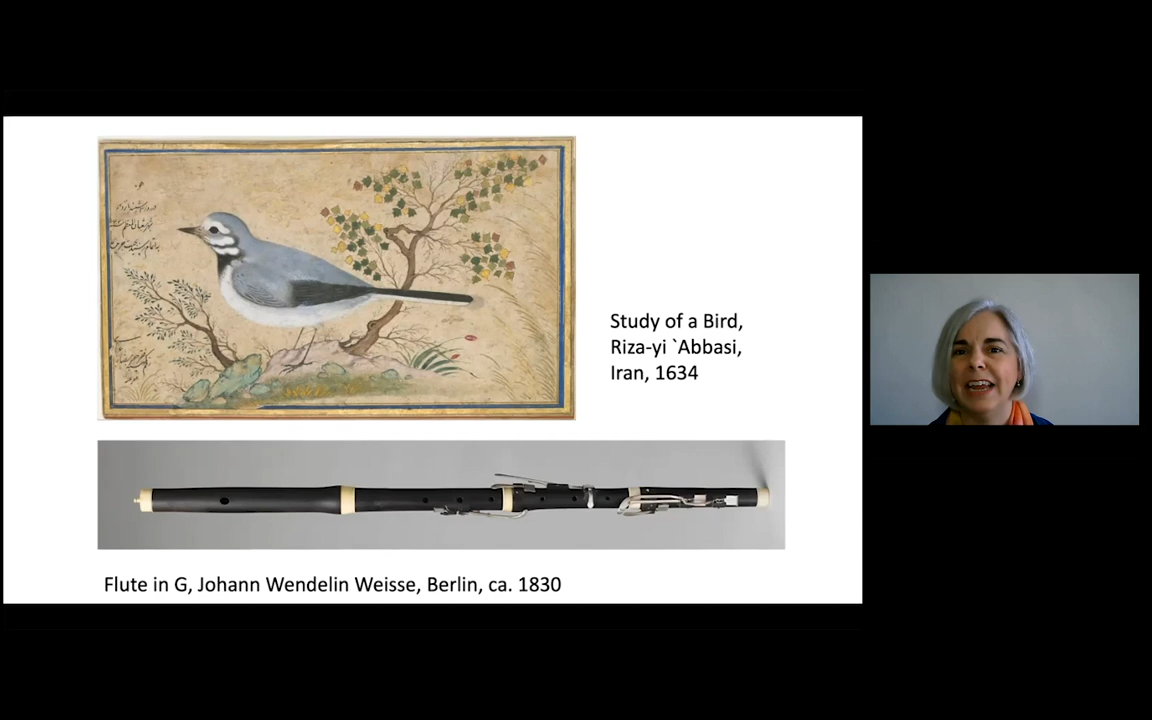 Study of a Bird,
Riza-yi `Abbasi,
Iran, 1634
Flute in G, Johann Wendelin Weisse, Berlin, ca. 1830